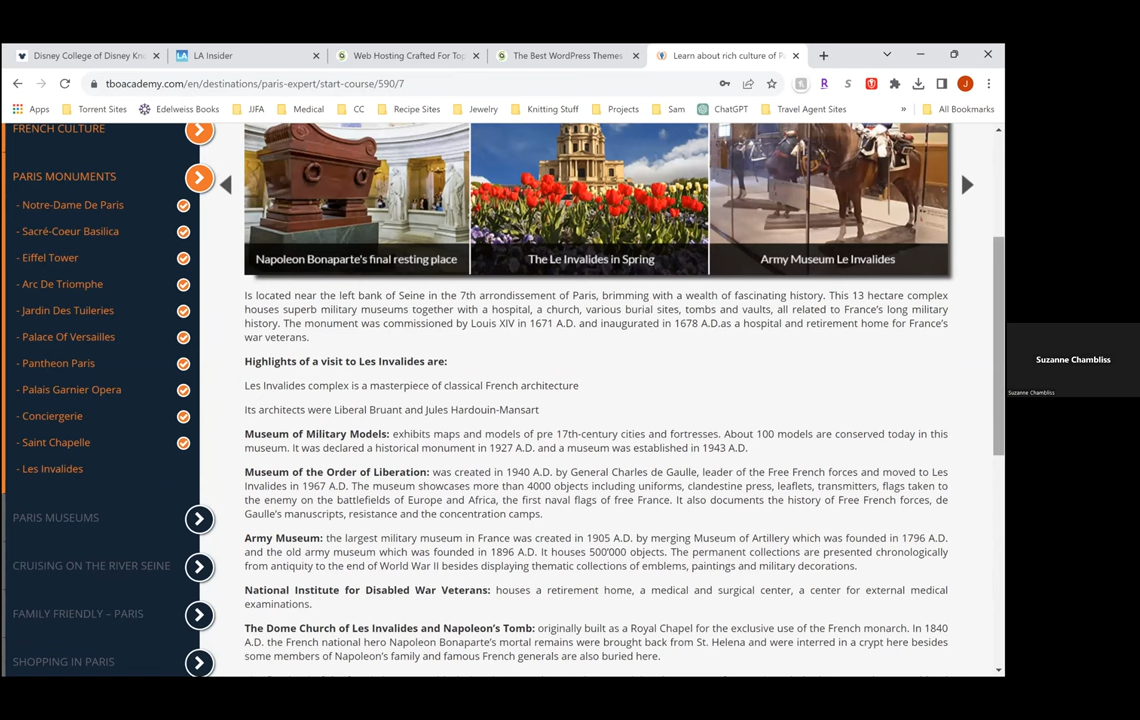 Disney College of Disney Kno
LA Insider
Web Hosting Crafted For Top
The Best WordPress Themes
Learn about rich culture of Pa
tboacademy.com/en/destinations/paris-expert/start-course/590/7
Apps
Torrent Sites
Edelweiss Books
JJFA
Medical
CC
Recipe Sites
Jewelry
Knitting Stuff
Projects
Sam
ChatGPT
Travel Agent Sites
»
All Bookmarks
FRENCH CULTURE
PARIS MONUMENTS
- Notre-Dame De Paris
- Sacré-Coeur Basilica
- Eiffel Tower
- Arc De Triomphe
- Jardin Des Tuileries
- Palace Of Versailles
- Pantheon Paris
- Palais Garnier Opera
- Conciergerie
- Saint Chapelle
- Les Invalides
PARIS MUSEUMS
CRUISING ON THE RIVER SEINE
FAMILY FRIENDLY – PARIS
SHOPPING IN PARIS
Napoleon Bonaparte's final resting place
The Le Invalides in Spring
Army Museum Le Invalides
Is located near the left bank of Seine in the 7th arrondissement of Paris, brimming with a wealth of fascinating history. This 13 hectare complex
houses superb military museums together with a hospital, a church, various burial sites, tombs and vaults, all related to France's long military
history. The monument was commissioned by Louis XIV in 1671 A.D. and inaugurated in 1678 A.D.as a hospital and retirement home for France's
war veterans.
Highlights of a visit to Les Invalides are:
Les Invalides complex is a masterpiece of classical French architecture
Its architects were Liberal Bruant and Jules Hardouin-Mansart
Museum of Military Models: exhibits maps and models of pre 17th-century cities and fortresses. About 100 models are conserved today in this
museum. It was declared a historical monument in 1927 A.D. and a museum was established in 1943 A.D.
Museum of the Order of Liberation: was created in 1940 A.D. by General Charles de Gaulle, leader of the Free French forces and moved to Les
Invalides in 1967 A.D. The museum showcases more than 4000 objects including uniforms, clandestine press, leaflets, transmitters, flags taken to
the enemy on the battlefields of Europe and Africa, the first naval flags of free France. It also documents the history of Free French forces, de
Gaulle's manuscripts, resistance and the concentration camps.
Army Museum: the largest military museum in France was created in 1905 A.D. by merging Museum of Artillery which was founded in 1796 A.D.
and the old army museum which was founded in 1896 A.D. It houses 500'000 objects. The permanent collections are presented chronologically
from antiquity to the end of World War II besides displaying thematic collections of emblems, paintings and military decorations.
National Institute for Disabled War Veterans: houses a retirement home, a medical and surgical center, a center for external medical
examinations.
The Dome Church of Les Invalides and Napoleon's Tomb: originally built as a Royal Chapel for the exclusive use of the French monarch. In 1840
A.D. the French national hero Napoleon Bonaparte's mortal remains were brought back from St. Helena and were interred in a crypt here besides
some members of Napoleon's family and famous French generals are also buried here.
Suzanne Chambliss
Suzanne Chambliss